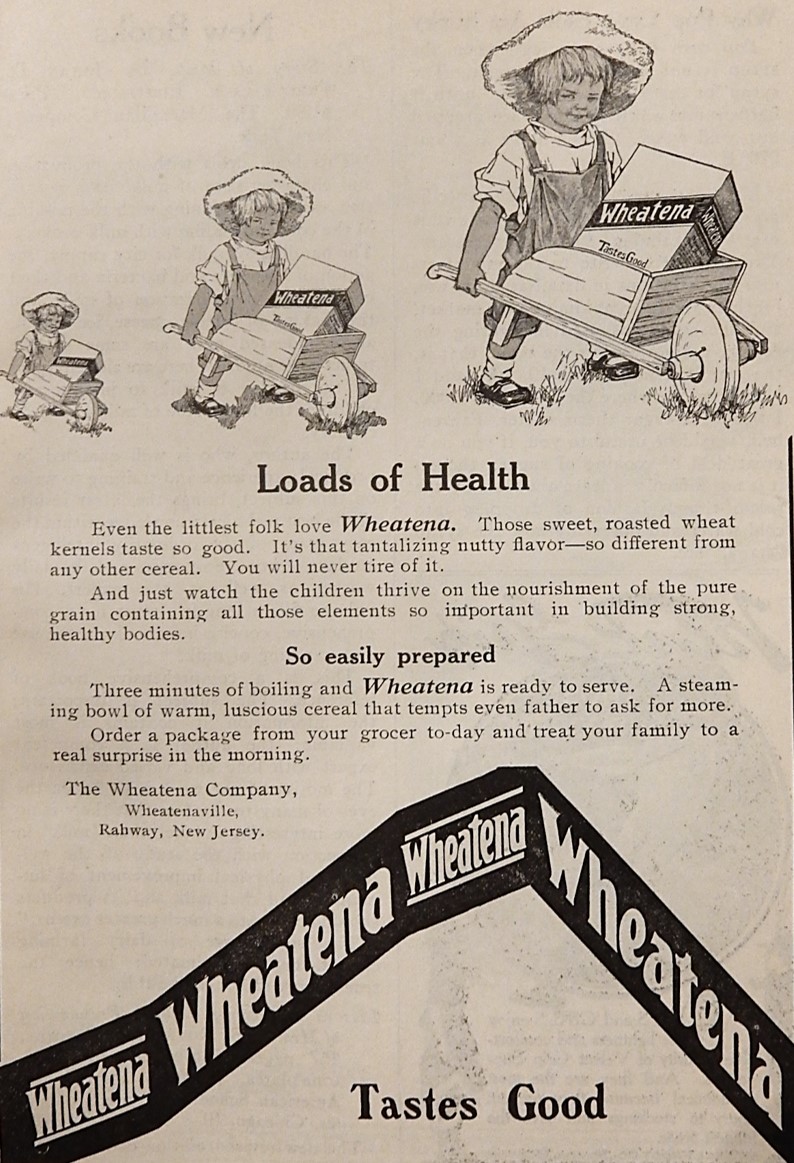 Wheatena
Wheatena
Tastes Good
Wheatena
Wheatena
Tastes Good
Loads of Health
Even the littlest folk love Wheatena. Those sweet, roasted wheat
kernels taste so good. It's that tantalizing nutty flavor—so different from
any other cereal. You will never tire of it.
And just watch the children thrive on the nourishment of the pure
grain containing all those elements so important in building strong,
healthy bodies.
So easily prepared
Three minutes of boiling and Wheatena is ready to serve. A steam-
ing bowl of warm, luscious cereal that tempts even father to ask for more.
Order a package from your grocer to-day and treat your family to a
real surprise in the morning.
The Wheatena Company,
Wheatenaville,
Rahway, New Jersey.
Wheatena
Wheatena
Wheatena
Wheatena
Tastes Good